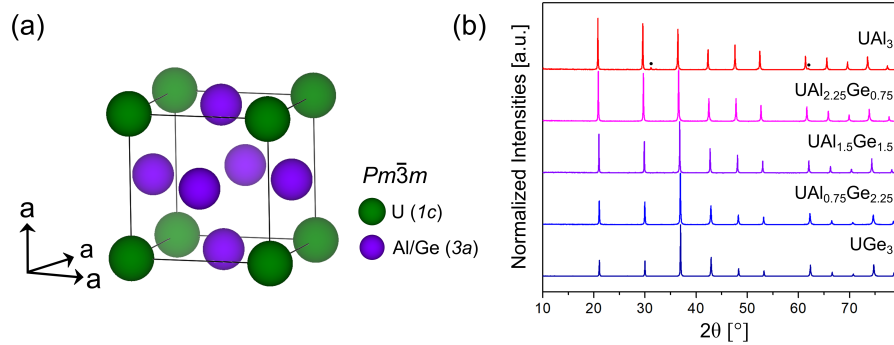 (a)
Pm3̄m
U (1c)
Al/Ge (3a)
a
a
a
(b)
Normalized Intensities [a.u.]
UAl₃
UAl₂.₂₅Ge₀.₇₅
UAl₁.₅Ge₁.₅
UAl₀.₇₅Ge₂.₂₅
UGe₃
10 20 30 40 50 60 70
2θ [°]